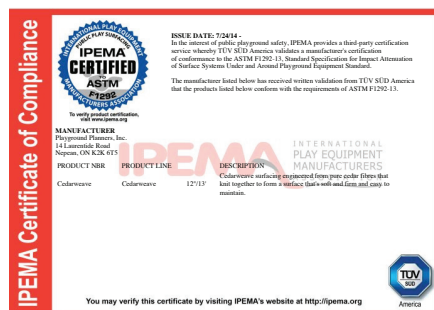 IPEMA Certificate of Compliance
INTERNATIONAL PLAY EQUIPMENT MANUFACTURERS ASSOCIATION
PUBLIC PLAY SURFACING
IPEMA
CERTIFIED
TO
ASTM
F1292
To verify product certification,
visit www.ipema.org
ISSUE DATE: 7/24/14 -
In the interest of public playground safety, IPEMA provides a third-party certification
service whereby TÜV SÜD America validates a manufacturer's certification
of conformance to the ASTM F1292-13, Standard Specification for Impact Attenuation
of Surface Systems Under and Around Playground Equipment Standard.
The manufacturer listed below has received written validation from TÜV SÜD America
that the products listed below conform with the requirements of ASTM F1292-13.
MANUFACTURER
Playground Planners, Inc.
14 Laurentide Road
Nepean, ON K2K 6T5
IPEMA
INTERNATIONAL
PLAY EQUIPMENT
MANUFACTURERS
PRODUCT NBR PRODUCT LINE DESCRIPTION
Cedarweave Cedarweave 12"/13' Cedarweave surfacing engineered from pure cedar fibres that
knit together to form a surface that's soft and firm and easy to
maintain.
You may verify this certificate by visiting IPEMA's website at http://ipema.org
TÜV
SÜD
America